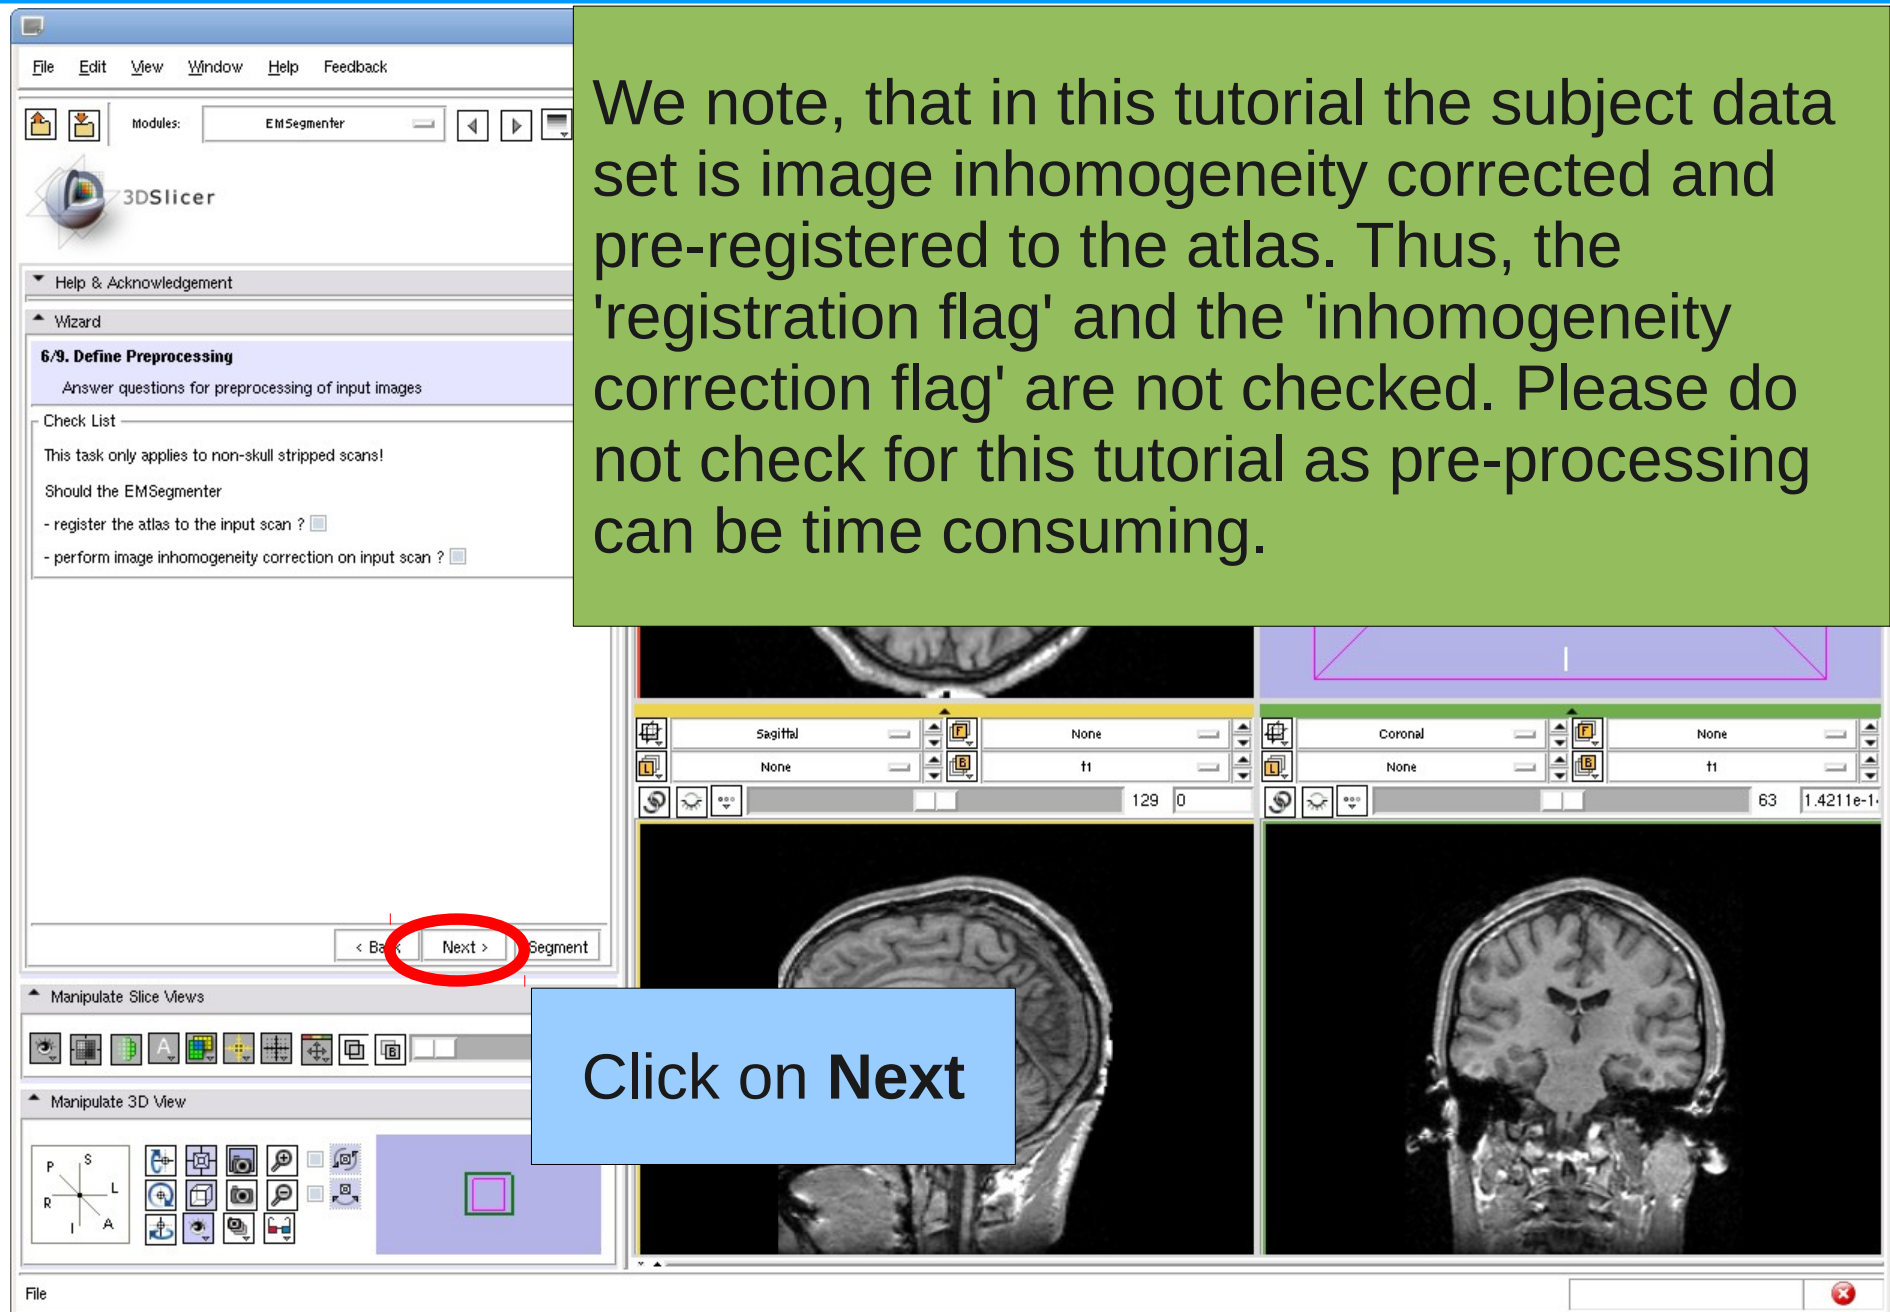 File Edit View Window Help Feedback
Modules: EMSegmenter
3DSlicer
Help & Acknowledgement
Wizard
6/9. Define Preprocessing
Answer questions for preprocessing of input images
Check List
This task only applies to non-skull stripped scans!
Should the EMSegmenter
- register the atlas to the input scan ?
- perform image inhomogeneity correction on input scan ?
We note, that in this tutorial the subject data
set is image inhomogeneity corrected and
pre-registered to the atlas. Thus, the
'registration flag' and the 'inhomogeneity
correction flag' are not checked. Please do
not check for this tutorial as pre-processing
can be time consuming.
Sagittal F None
L None B t1
129 0
Coronal F None
L None B t1
63 1.4211e-1
< Back Next > Segment
Click on Next
Manipulate Slice Views
A B
Manipulate 3D View
P S
R L
I A
File